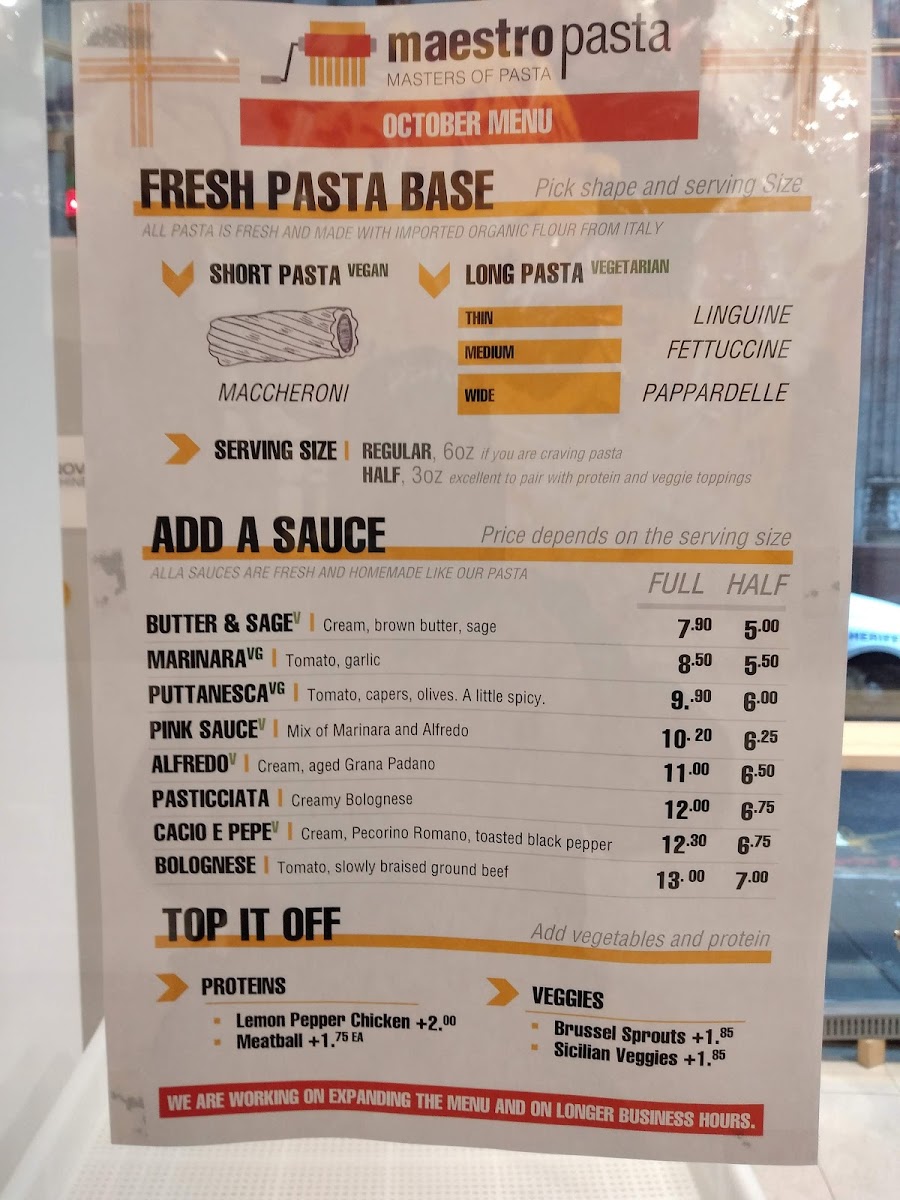 maestro pasta
MASTERS OF PASTA
OCTOBER MENU
FRESH PASTA BASE Pick shape and serving Size
ALL PASTA IS FRESH AND MADE WITH IMPORTED ORGANIC FLOUR FROM ITALY
SHORT PASTA VEGAN
MACCHERONI
LONG PASTA VEGETARIAN
THIN LINGUINE
MEDIUM FETTUCCINE
WIDE PAPPARDELLE
SERVING SIZE | REGULAR, 6oz if you are craving pasta
HALF, 3oz excellent to pair with protein and veggie toppings
ADD A SAUCE Price depends on the serving size
ALLA SAUCES ARE FRESH AND HOMEMADE LIKE OUR PASTA
FULL HALF
BUTTER & SAGE V | Cream, brown butter, sage 7.90 5.00
MARINARA VG | Tomato, garlic 8.50 5.50
PUTTANESCA VG | Tomato, capers, olives. A little spicy. 9.90 6.00
PINK SAUCE V | Mix of Marinara and Alfredo 10.20 6.25
ALFREDO V | Cream, aged Grana Padano 11.00 6.50
PASTICCIATA | Creamy Bolognese 12.00 6.75
CACIO E PEPE V | Cream, Pecorino Romano, toasted black pepper 12.30 6.75
BOLOGNESE | Tomato, slowly braised ground beef 13.00 7.00
TOP IT OFF Add vegetables and protein
PROTEINS
▪ Lemon Pepper Chicken +2.00
▪ Meatball +1.75 EA
VEGGIES
▪ Brussel Sprouts +1.85
▪ Sicilian Veggies +1.85
WE ARE WORKING ON EXPANDING THE MENU AND ON LONGER BUSINESS HOURS.